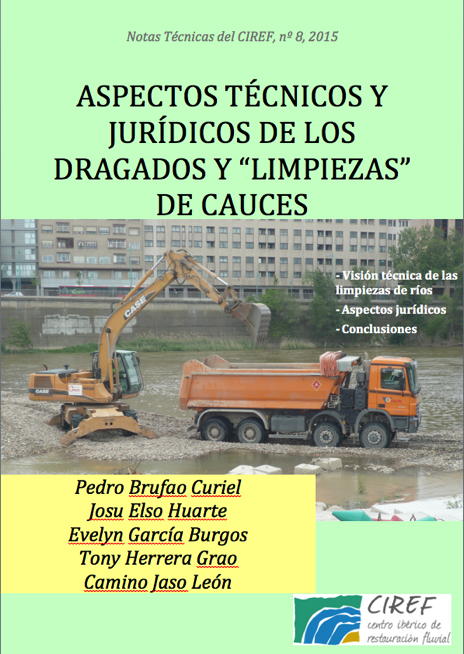 Notas Técnicas del CIREF, nº 8, 2015
ASPECTOS TÉCNICOS Y
JURÍDICOS DE LOS
DRAGADOS Y “LIMPIEZAS”
DE CAUCES
- Visión técnica de las
limpiezas de ríos
- Aspectos jurídicos
- Conclusiones
CASE
CASE
Pedro Brufao Curiel
Josu Elso Huarte
Evelyn García Burgos
Tony Herrera Grao
Camino Jaso León
CIREF
centro ibérico de
restauración fluvial